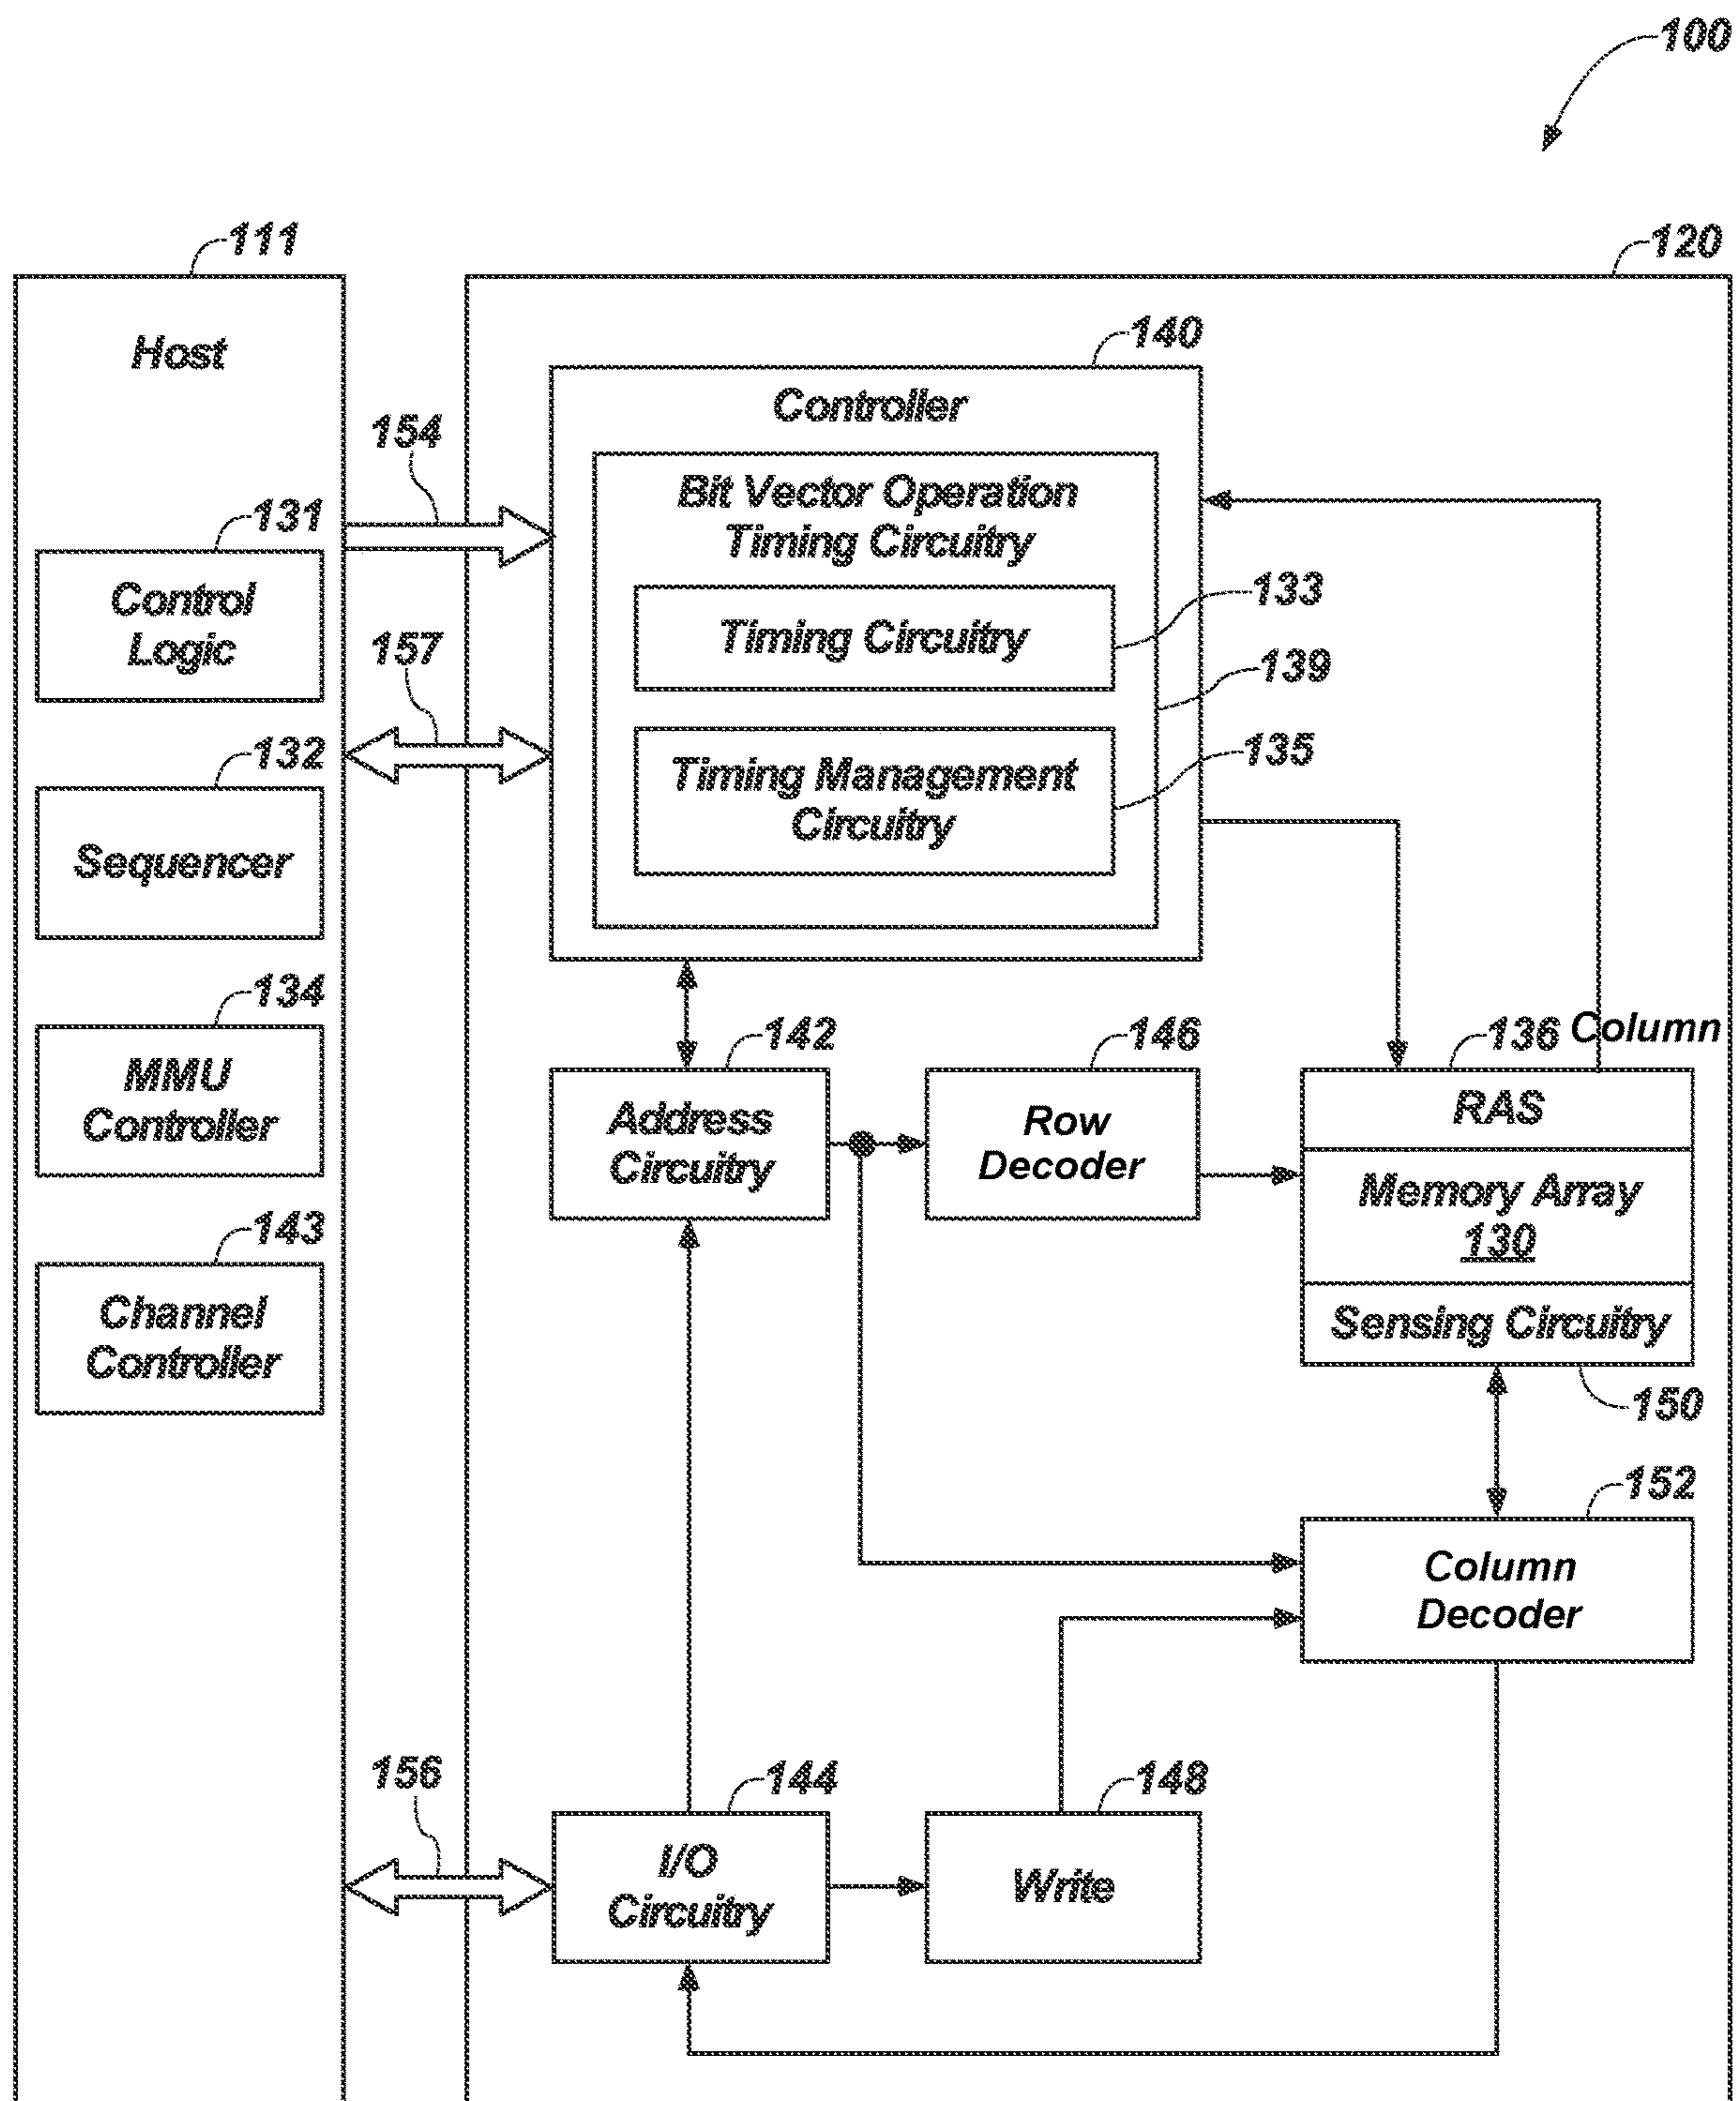 100
111
120
Host
140
Controller
154
Bit Vector Operation
Timing Circuitry
131
Control
Logic
133
Timing Circuitry
157
139
132
135
Timing Management
Circuitry
Sequencer
134
MMU
Controller
142
146
136 Column
Address
Circuitry
Row
Decoder
RAS
Memory Array
130
143
Channel
Controller
Sensing Circuitry
150
152
Column
Decoder
156
144
148
I/O
Circuitry
Write